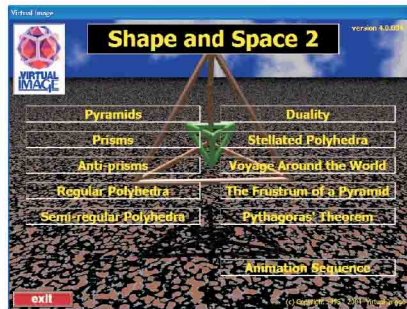 Virtual Image
Shape and Space 2
version 4.0.004
VIRTUAL
IMAGE
Pyramids
Duality
Prisms
Stellated Polyhedra
Anti-prisms
Voyage Around the World
Regular Polyhedra
The Frustrum of a Pyramid
Semi-regular Polyhedra
Pythagoras' Theorem
Animation Sequence
exit
(c) Copyright